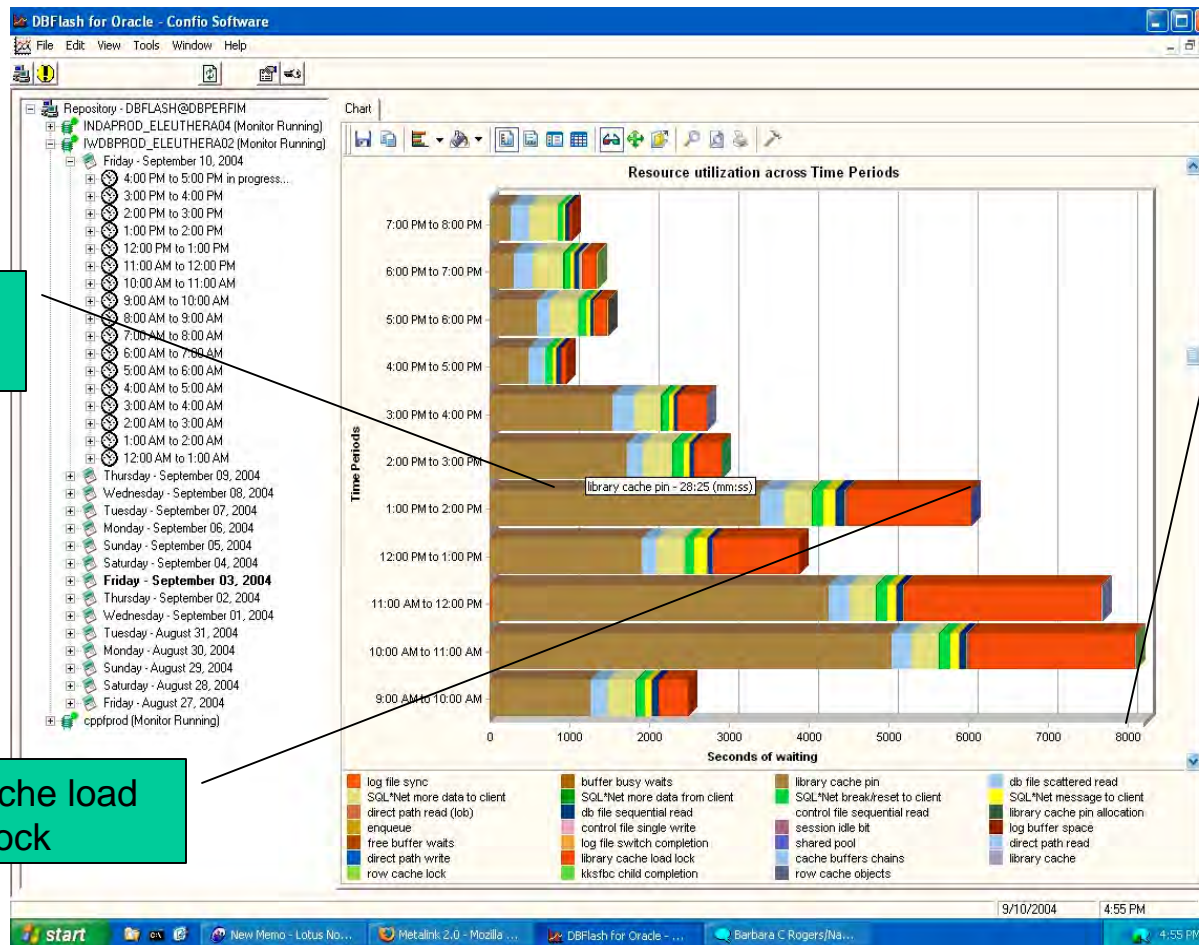 DBFlash for Oracle - Confio Software
File Edit View Tools Window Help
Repository - DBFLASH@DBPERFIM
INDAPROD_ELEUTHERA04 (Monitor Running)
IWDBPROD_ELEUTHERA02 (Monitor Running)
Friday - September 10, 2004
4:00 PM to 5:00 PM in progress...
3:00 PM to 4:00 PM
2:00 PM to 3:00 PM
1:00 PM to 2:00 PM
12:00 PM to 1:00 PM
11:00 AM to 12:00 PM
10:00 AM to 11:00 AM
9:00 AM to 10:00 AM
8:00 AM to 9:00 AM
7:00 AM to 8:00 AM
6:00 AM to 7:00 AM
5:00 AM to 6:00 AM
4:00 AM to 5:00 AM
3:00 AM to 4:00 AM
2:00 AM to 3:00 AM
1:00 AM to 2:00 AM
12:00 AM to 1:00 AM
Thursday - September 09, 2004
Wednesday - September 08, 2004
Tuesday - September 07, 2004
Monday - September 06, 2004
Sunday - September 05, 2004
Saturday - September 04, 2004
Friday - September 03, 2004
Thursday - September 02, 2004
Wednesday - September 01, 2004
Tuesday - August 31, 2004
Monday - August 30, 2004
Sunday - August 29, 2004
Saturday - August 28, 2004
Friday - August 27, 2004
cppfprod (Monitor Running)
che load
ock
Chart
Resource utilization across Time Periods
Time Periods
7:00 PM to 8:00 PM
6:00 PM to 7:00 PM
5:00 PM to 6:00 PM
4:00 PM to 5:00 PM
3:00 PM to 4:00 PM
2:00 PM to 3:00 PM
library cache pin - 28:25 (mm:ss)
1:00 PM to 2:00 PM
12:00 PM to 1:00 PM
11:00 AM to 12:00 PM
10:00 AM to 11:00 AM
9:00 AM to 10:00 AM
0 1000 2000 3000 4000 5000 6000 7000 8000
Seconds of waiting
log file sync buffer busy waits library cache pin db file scattered read
SQL*Net more data to client SQL*Net more data from client SQL*Net break/reset to client SQL*Net message to client
direct path read (lob) db file sequential read control file sequential read library cache pin allocation
enqueue control file single write session idle bit log buffer space
free buffer waits log file switch completion shared pool direct path read
direct path write library cache load lock cache buffers chains library cache
row cache lock kksfbc child completion row cache objects
9/10/2004 4:55 PM
start New Memo - Lotus No... Metalink 2.0 - Mozilla ... DBFlash for Oracle - ... Barbara C Rogers/Na... 4:55 PM